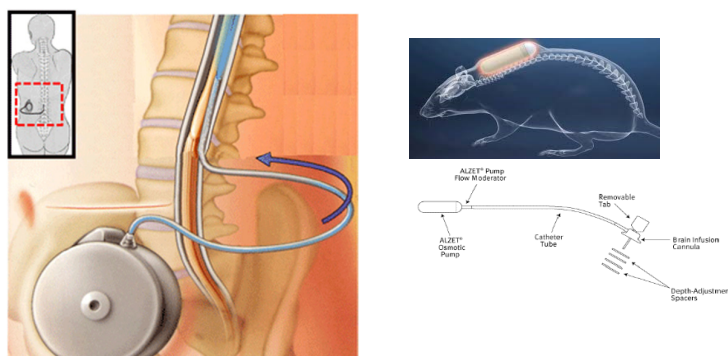 ALZET® Pump
Flow Moderator
Removable
Tab
ALZET®
Osmotic
Pump
Catheter
Tube
Brain Infusion
Cannula
Depth-Adjustment
Spacers